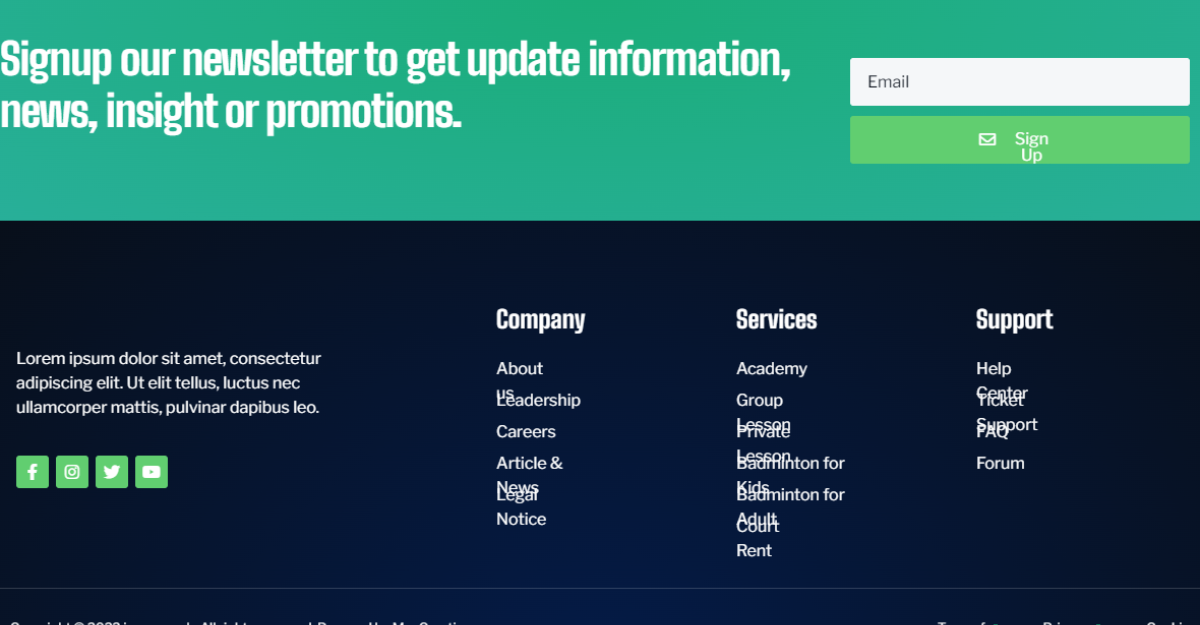 Signup our newsletter to get update information,
news, insight or promotions.
Email
Sign
Up
Lorem ipsum dolor sit amet, consectetur
adipiscing elit. Ut elit tellus, luctus nec
ullamcorper mattis, pulvinar dapibus leo.
Company
About
us
Leadership
Careers
Article &
News
Legal
Notice
Services
Academy
Group
Lesson
Private
Lesson
Badminton for
Kids
Badminton for
Adult
Court
Rent
Support
Help
Center
Ticket
Support
FAQ
Forum